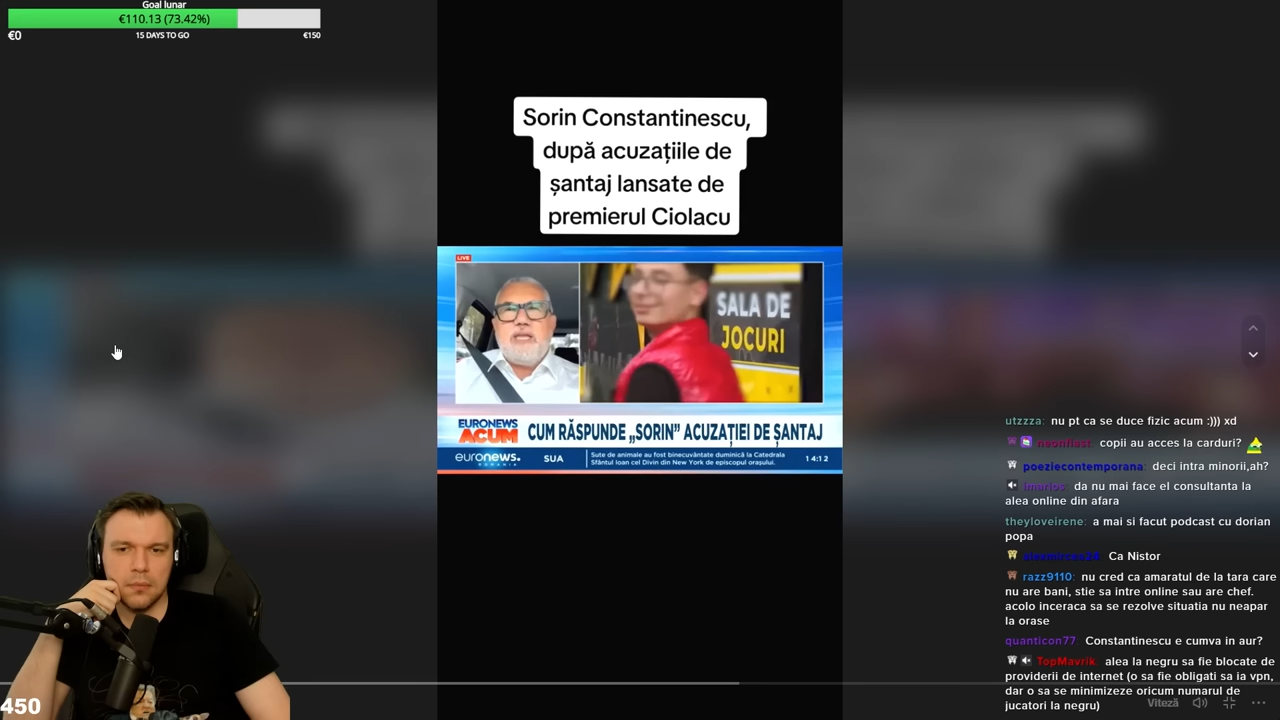 Goal lunar
€110.13 (73.42%)
€0
15 DAYS TO GO
€150
Sorin Constantinescu,
după acuzațiile de
șantaj lansate de
premierul Ciolacu
LIVE
SALA DE
JOCURI
EURONEWS
ACUM
CUM RĂSPUNDE „SORIN” ACUZAȚIEI DE ȘANTAJ
euronews.
ROMANIA
SUA
Sute de animale au fost binecuvântate duminică la Catedrala
Sfântul Ioan cel Divin din New York de episcopul orașului.
14:12
utzzza: nu pt ca se duce fizic acum :))) xd
neonflast copii au acces la carduri?
poeziecontemporana: deci intra minorii,ah?
imarios da nu mai face el consultanta la
alea online din afara
theyloveirene: a mai si facut podcast cu dorian
popa
Ca Nistor
razz9110: nu cred ca amaratul de la tara care
nu are bani, stie sa intre online sau are chef.
acolo inceraca sa se rezolve situatia nu neapar
la orase
quanticon77 Constantinescu e cumva in aur?
TopMavrik alea la negru sa fie blocate de
providerii de internet (o sa fie obligati sa ia vpn,
dar o sa se minimizeze oricum numarul de
jucatori la negru)
Viteză
450